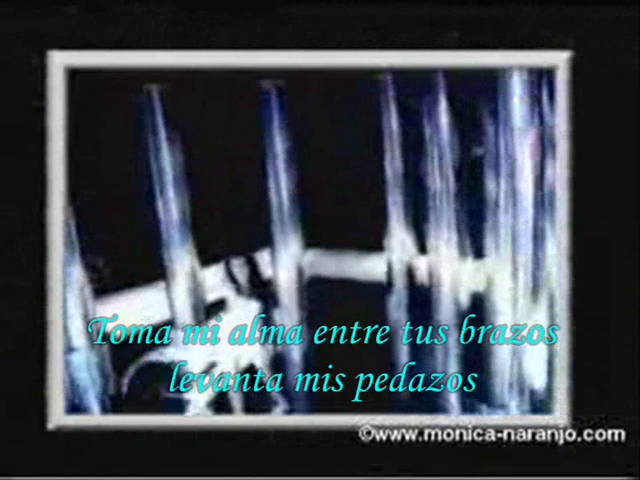 Toma mi alma entre tus brazos
levanta mis pedazos
©www.monica-naranjo.com